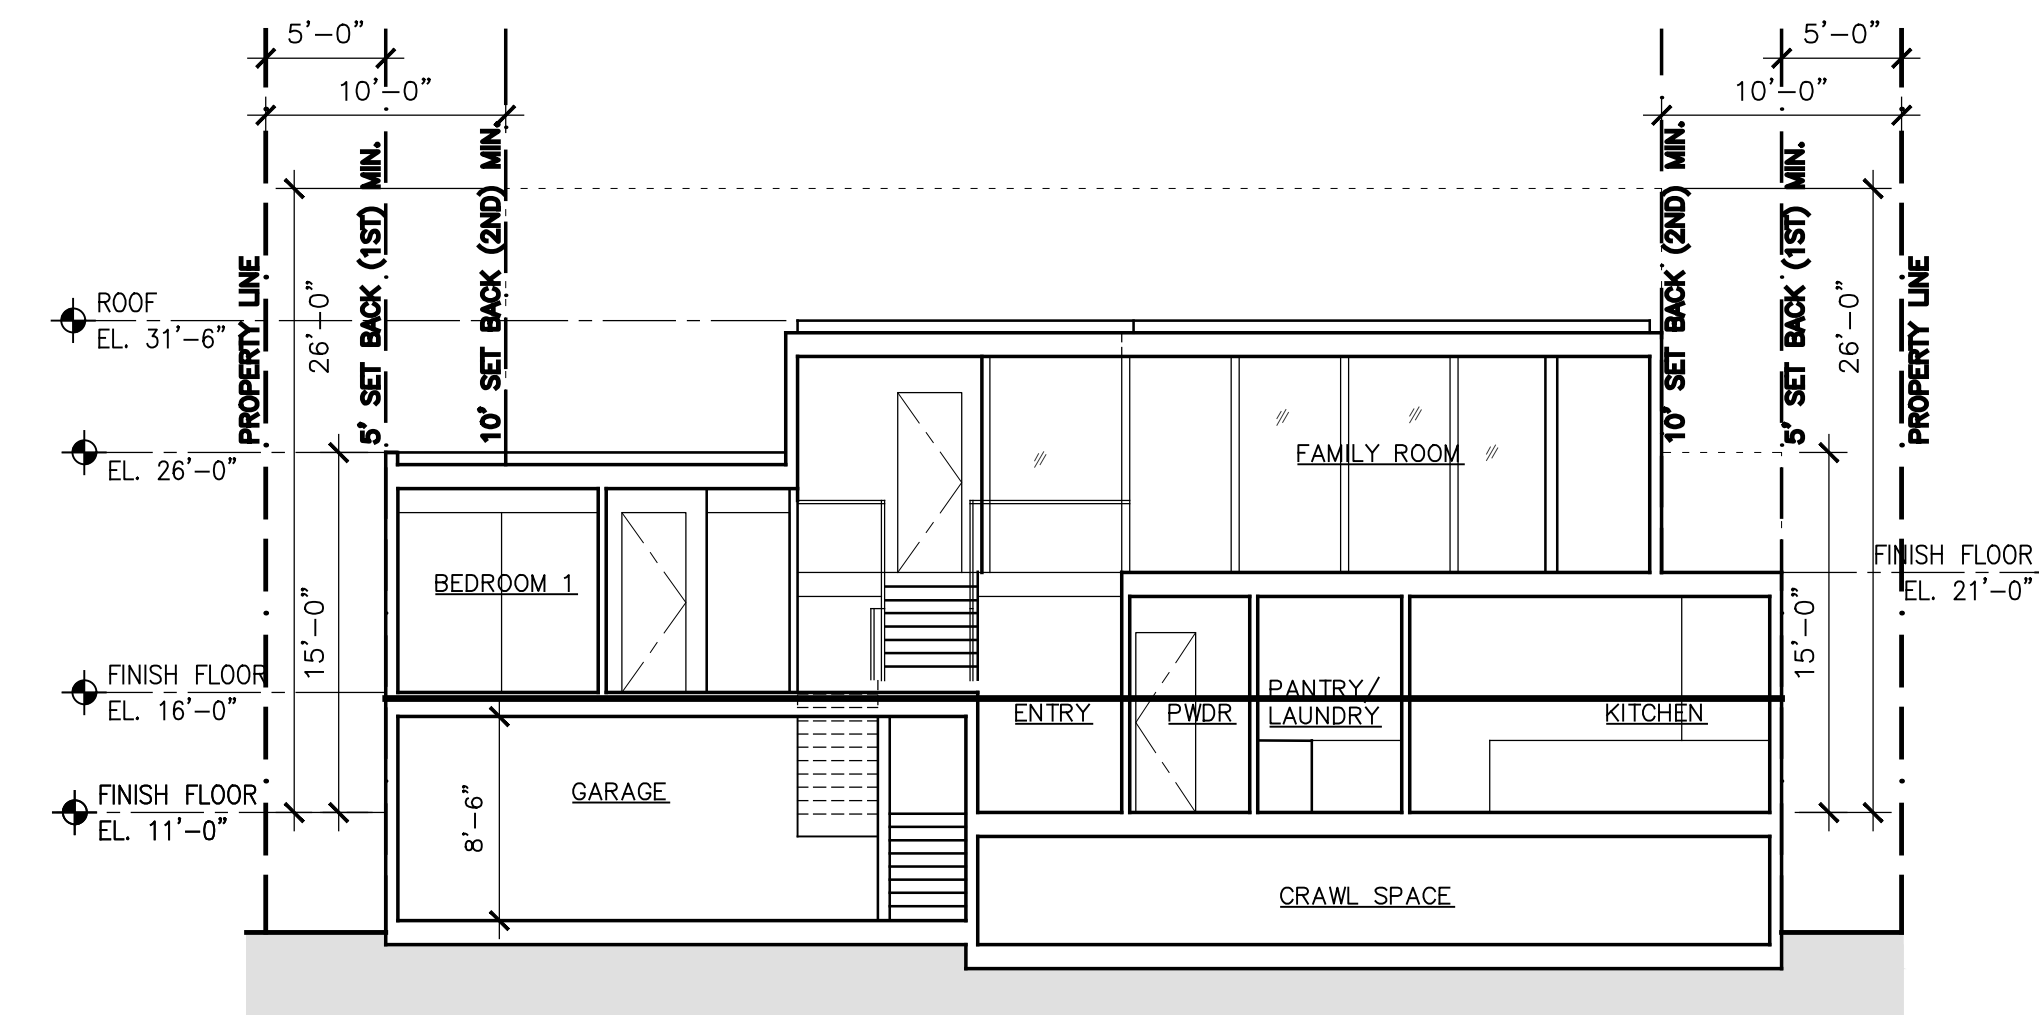 5'-0"
5'-0"
10'-0"
10'-0"
PROPERTY LINE
5' SET BACK (1ST) MIN.
10' SET BACK (2ND) MIN.
10' SET BACK (2ND) MIN.
5' SET BACK (1ST) MIN.
PROPERTY LINE
ROOF
EL. 31'-6"
26'-0"
26'-0"
EL. 26'-0"
FAMILY ROOM
FINISH FLOOR
EL. 21'-0"
BEDROOM 1
15'-0"
15'-0"
FINISH FLOOR
EL. 16'-0"
ENTRY
PWDR
PANTRY/
LAUNDRY
KITCHEN
FINISH FLOOR
EL. 11'-0"
GARAGE
8'-6"
CRAWL SPACE